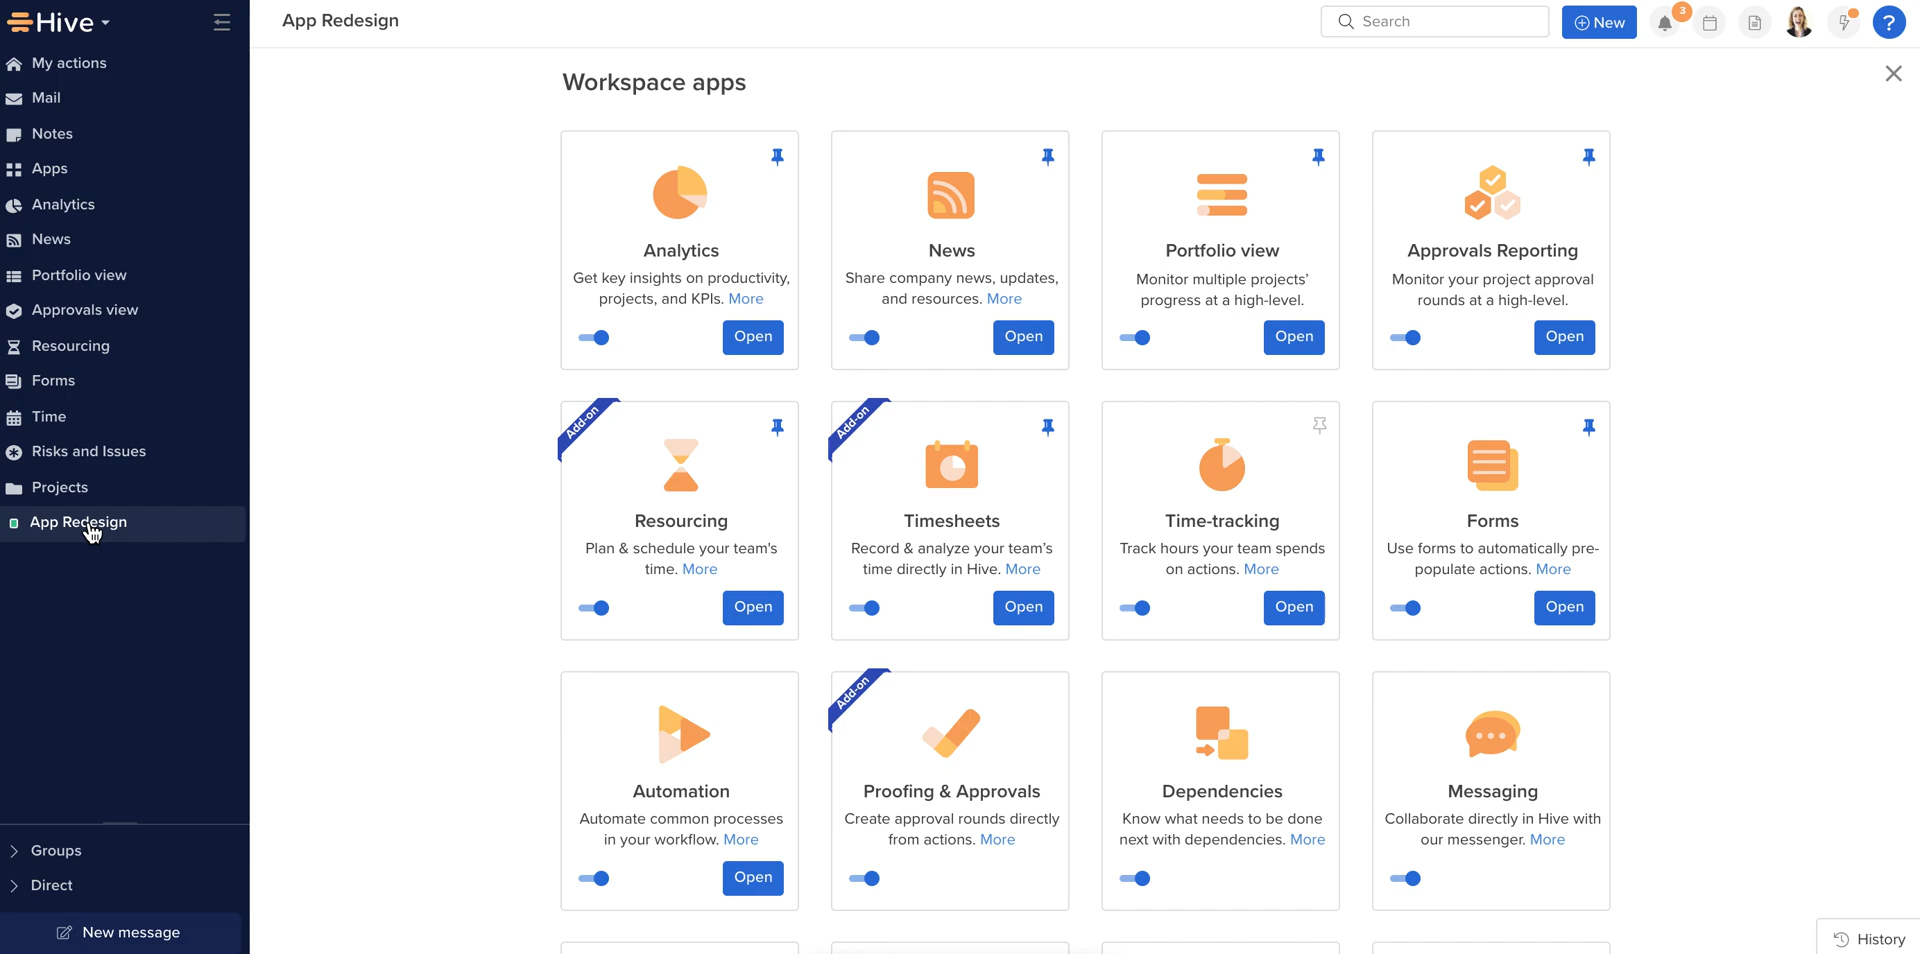 Hive
My actions
Mail
Notes
Apps
Analytics
News
Portfolio view
Approvals view
Resourcing
Forms
Time
Risks and Issues
Projects
App Redesign
Groups
Direct
New message
App Redesign
Search
New
3
?
Workspace apps
Analytics
Get key insights on productivity,
projects, and KPIs. More
Open
News
Share company news, updates,
and resources. More
Open
Portfolio view
Monitor multiple projects'
progress at a high-level.
Open
Approvals Reporting
Monitor your project approval
rounds at a high-level.
Open
Add-on
Resourcing
Plan & schedule your team's
time. More
Open
Add-on
Timesheets
Record & analyze your team's
time directly in Hive. More
Open
Time-tracking
Track hours your team spends
on actions. More
Open
Forms
Use forms to automatically pre-
populate actions. More
Open
Automation
Automate common processes
in your workflow. More
Open
Add-on
Proofing & Approvals
Create approval rounds directly
from actions. More
Dependencies
Know what needs to be done
next with dependencies. More
Messaging
Collaborate directly in Hive with
our messenger. More
History